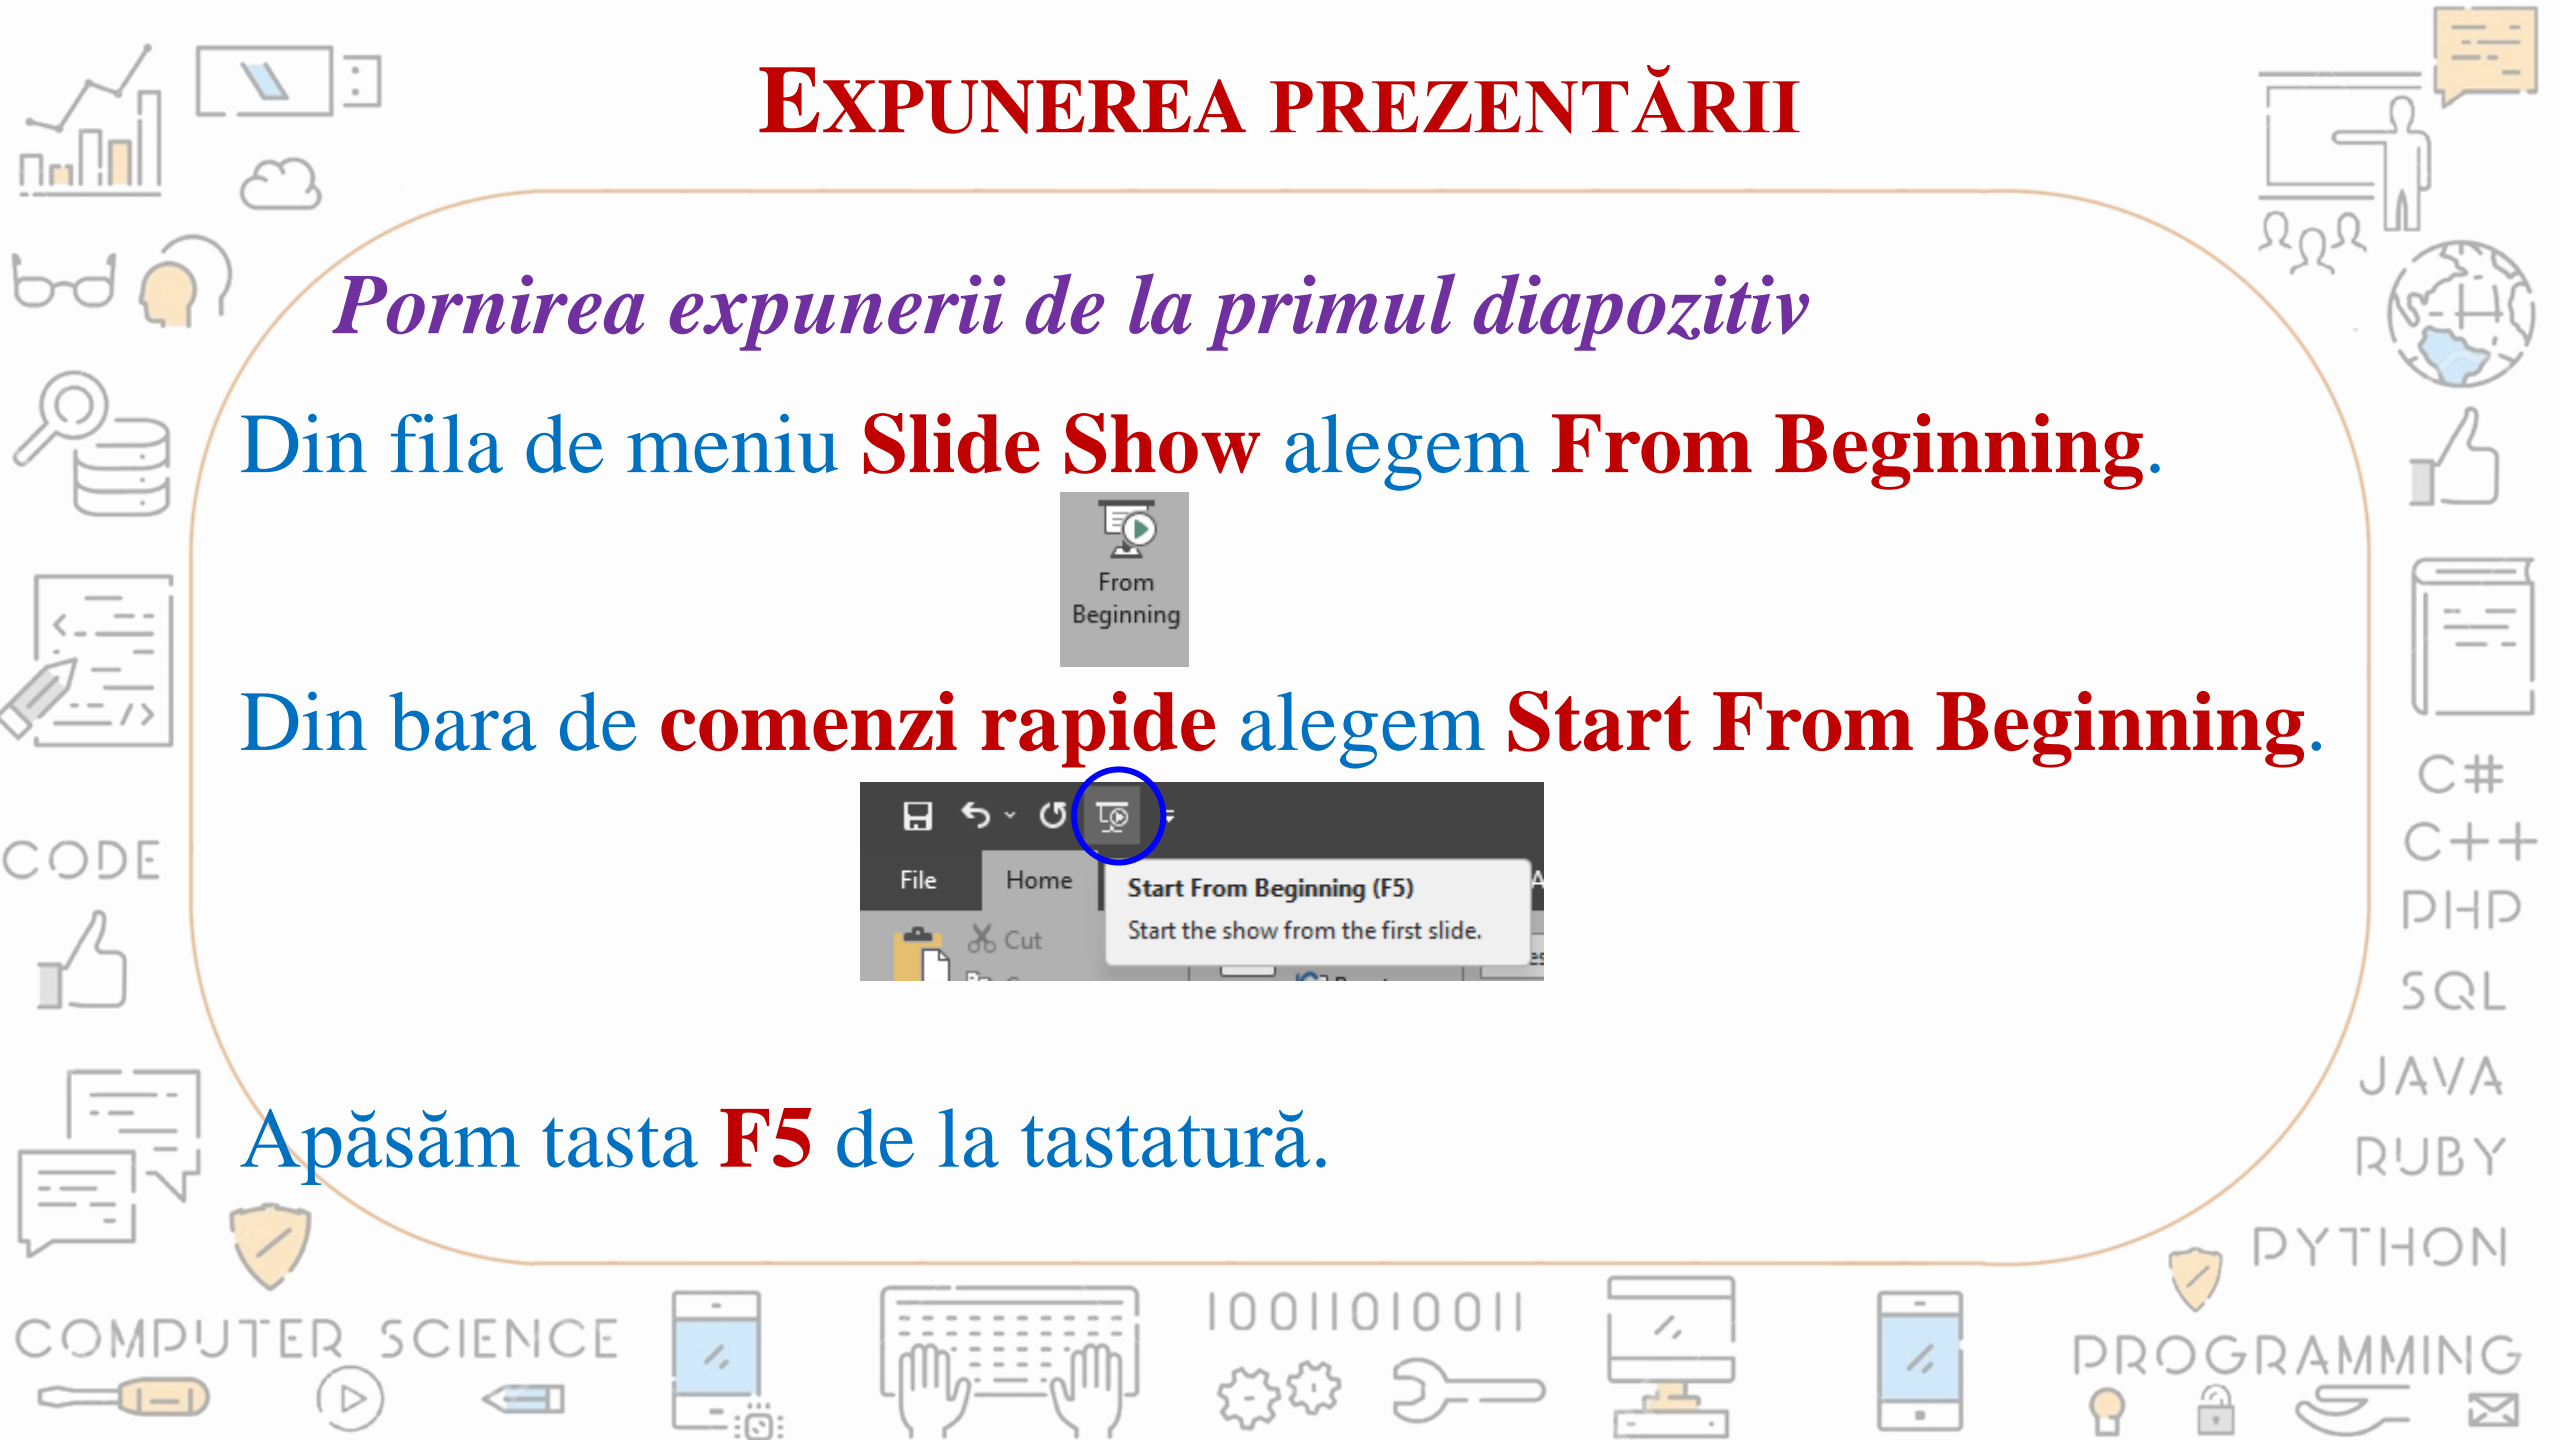 EXPUNEREA PREZENTĂRII
Pornirea expunerii de la primul diapozitiv
Din fila de meniu Slide Show alegem From Beginning.
From
Beginning
Din bara de comenzi rapide alegem Start From Beginning.
File Home
Start From Beginning (F5)
Start the show from the first slide.
Cut
Apăsăm tasta F5 de la tastatură.
CODE
C#
C++
PHP
SQL
JAVA
RUBY
PYTHON
COMPUTER SCIENCE
10011010011
PROGRAMMING